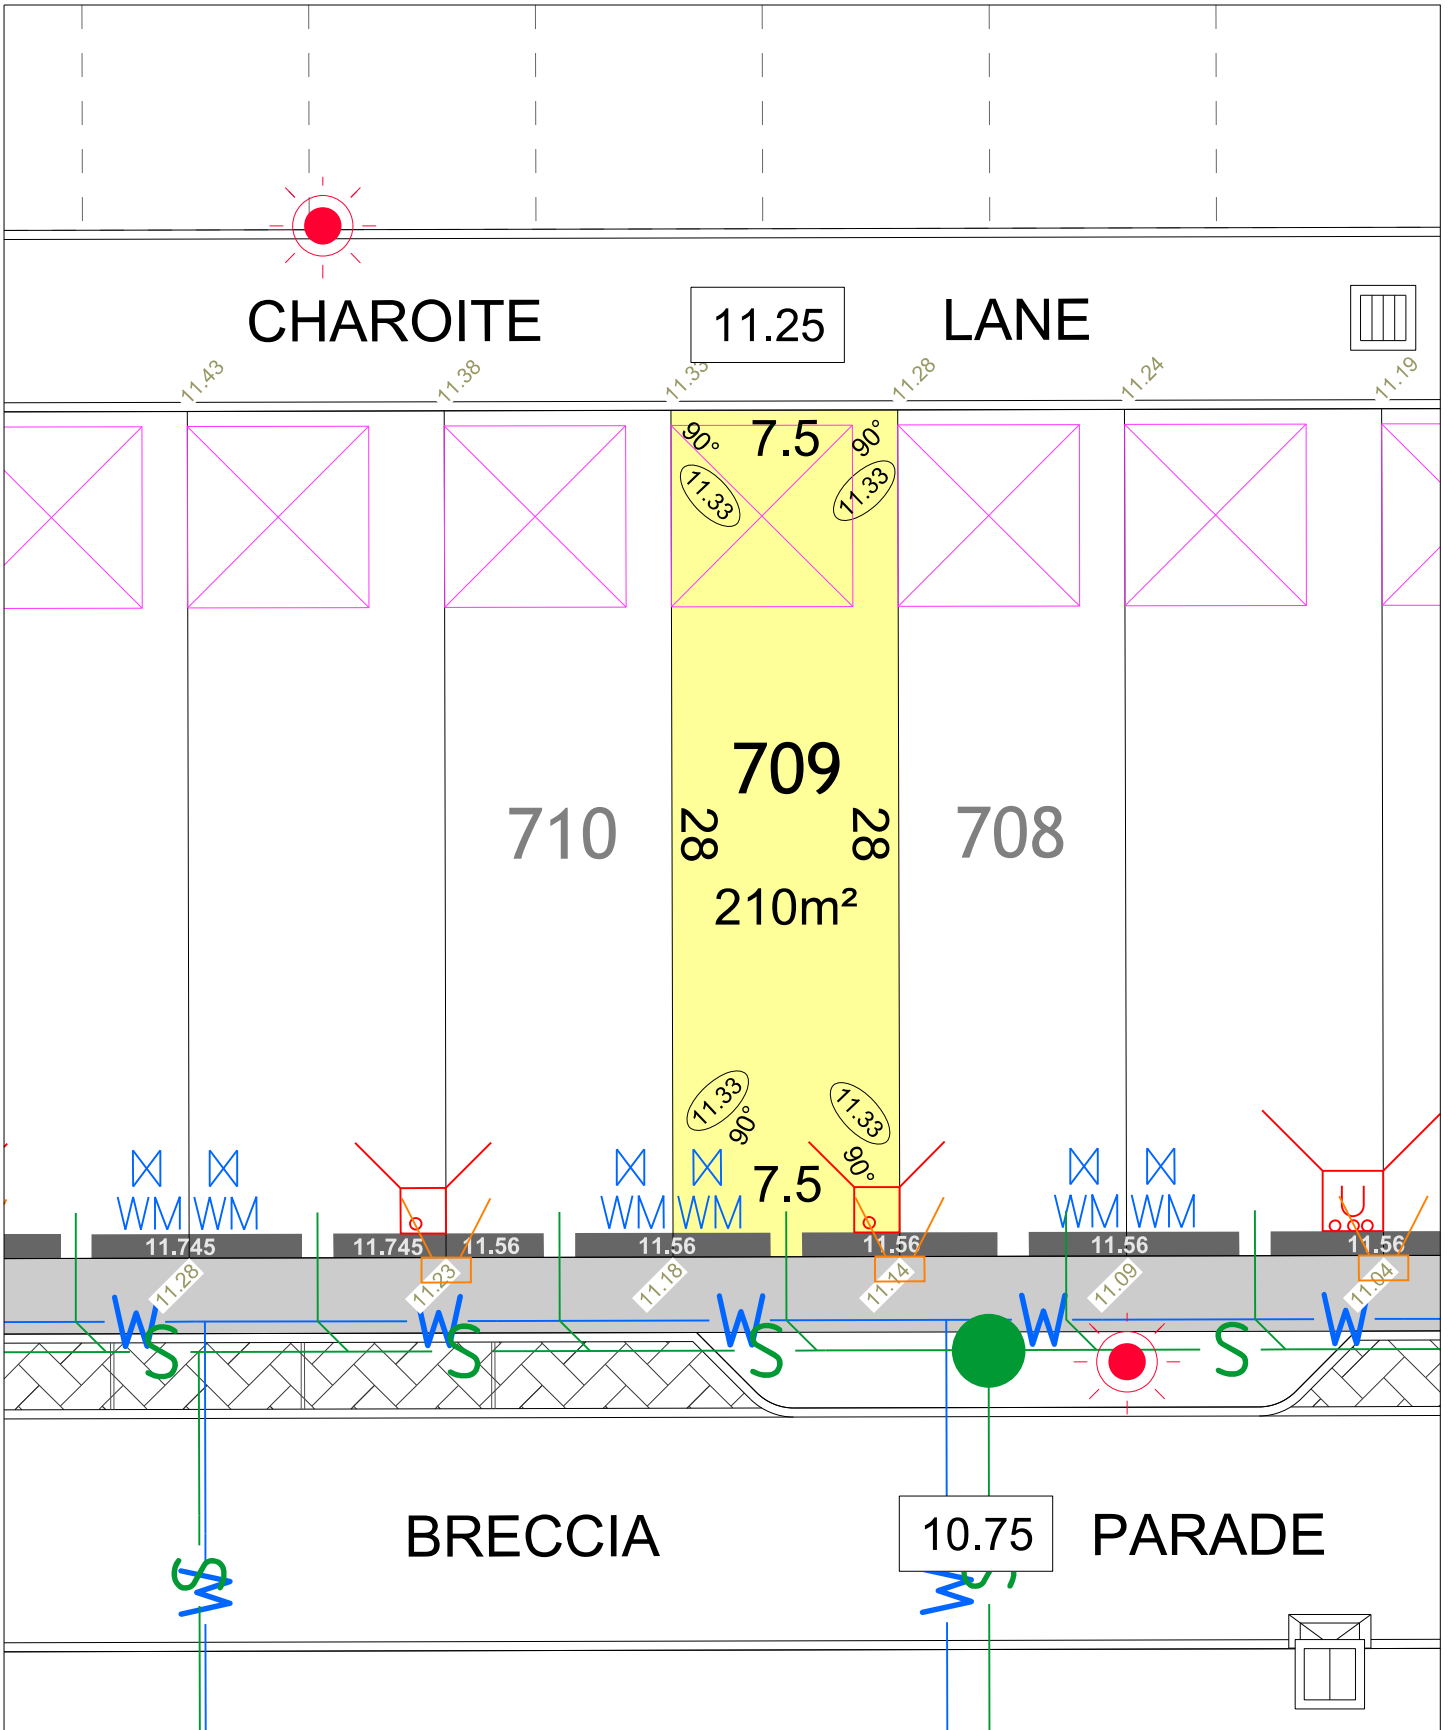 CHAROITE 11.25 LANE
11.43 11.38 11.33 11.28 11.24 11.19
90° 7.5 90°
11.33 11.33
709
710 28 28 708
210m²
11.33 11.33
90° 90°
7.5
WM WM WM WM WM WM U
11.745 11.745 11.56 11.56 11.56 11.56 11.56
11.28 11.23 11.18 11.14 11.09 11.04
W W W W W
S S S S
BRECCIA 10.75 PARADE
S W W S